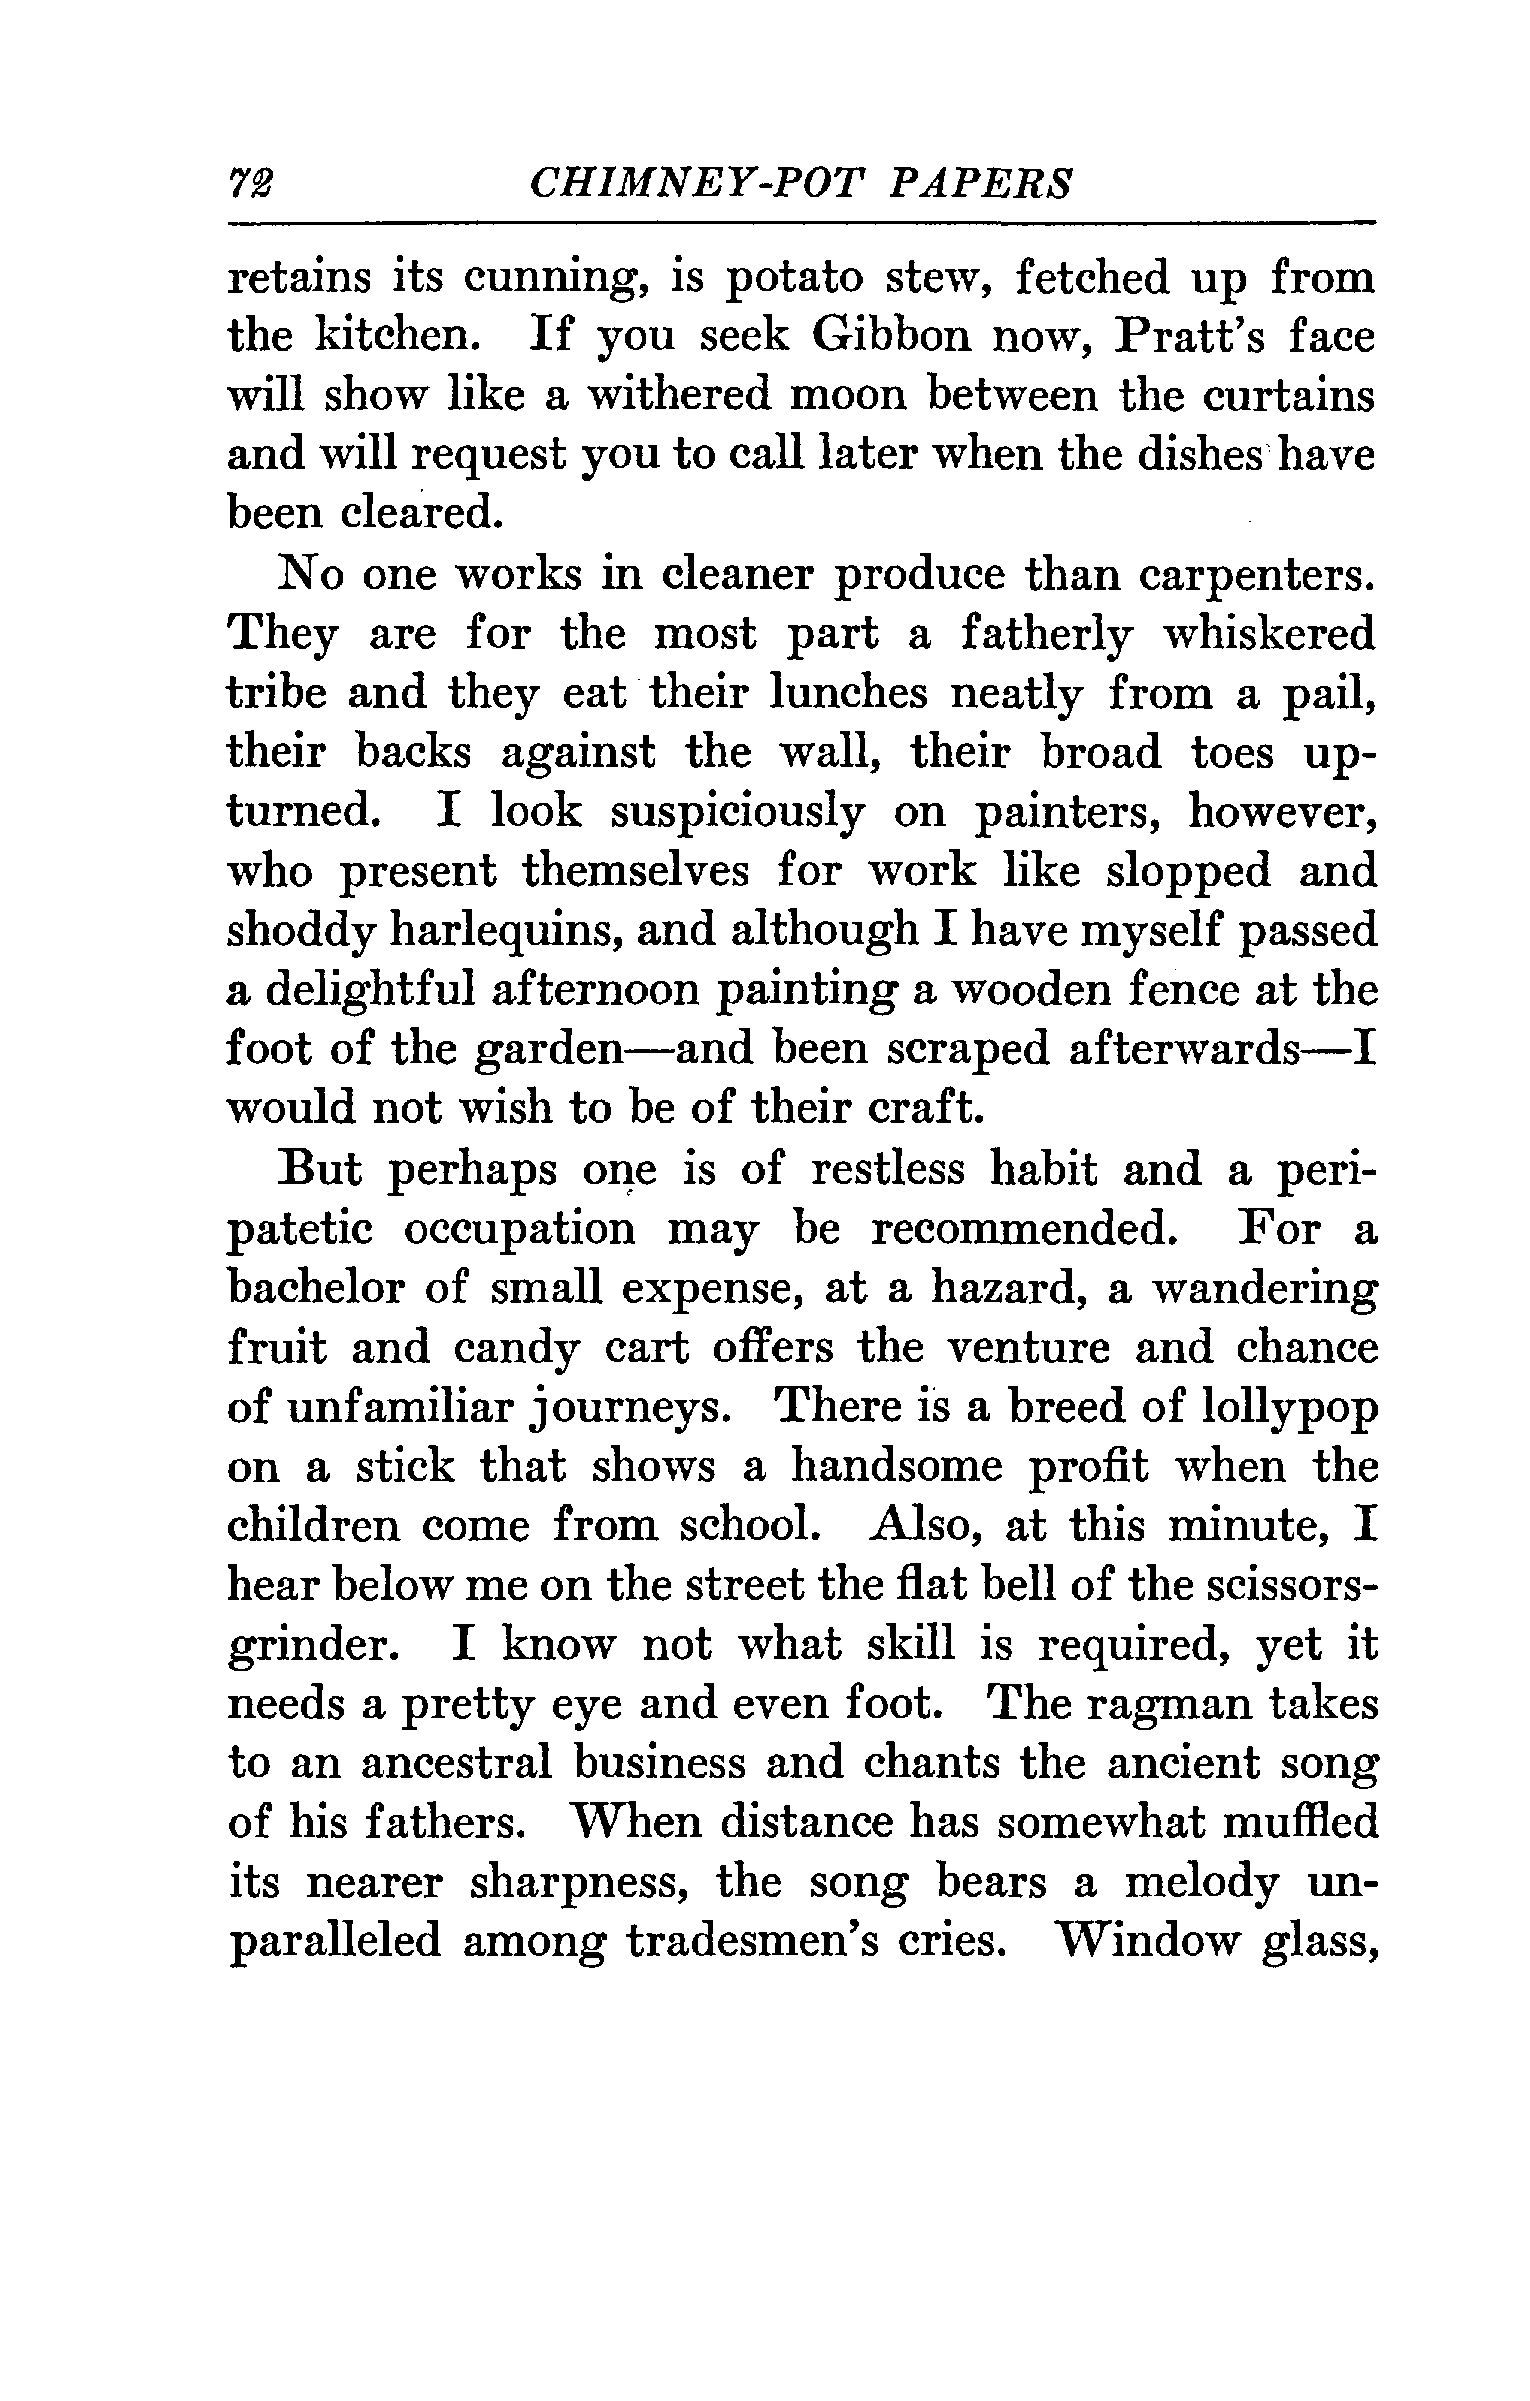 72 CHIMNEY-POT PAPERS
retains its cunning, is potato stew, fetched up from
the kitchen. If you seek Gibbon now, Pratt's face
will show like a withered moon between the curtains
and will request you to call later when the dishes have
been cleared.
No one works in cleaner produce than carpenters.
They are for the most part a fatherly whiskered
tribe and they eat their lunches neatly from a pail,
their backs against the wall, their broad toes up-
turned. I look suspiciously on painters, however,
who present themselves for work like slopped and
shoddy harlequins, and although I have myself passed
a delightful afternoon painting a wooden fence at the
foot of the garden—and been scraped afterwards—I
would not wish to be of their craft.
But perhaps one is of restless habit and a peri-
patetic occupation may be recommended. For a
bachelor of small expense, at a hazard, a wandering
fruit and candy cart offers the venture and chance
of unfamiliar journeys. There is a breed of lollypop
on a stick that shows a handsome profit when the
children come from school. Also, at this minute, I
hear below me on the street the flat bell of the scissors-
grinder. I know not what skill is required, yet it
needs a pretty eye and even foot. The ragman takes
to an ancestral business and chants the ancient song
of his fathers. When distance has somewhat muffled
its nearer sharpness, the song bears a melody un-
paralleled among tradesmen's cries. Window glass,